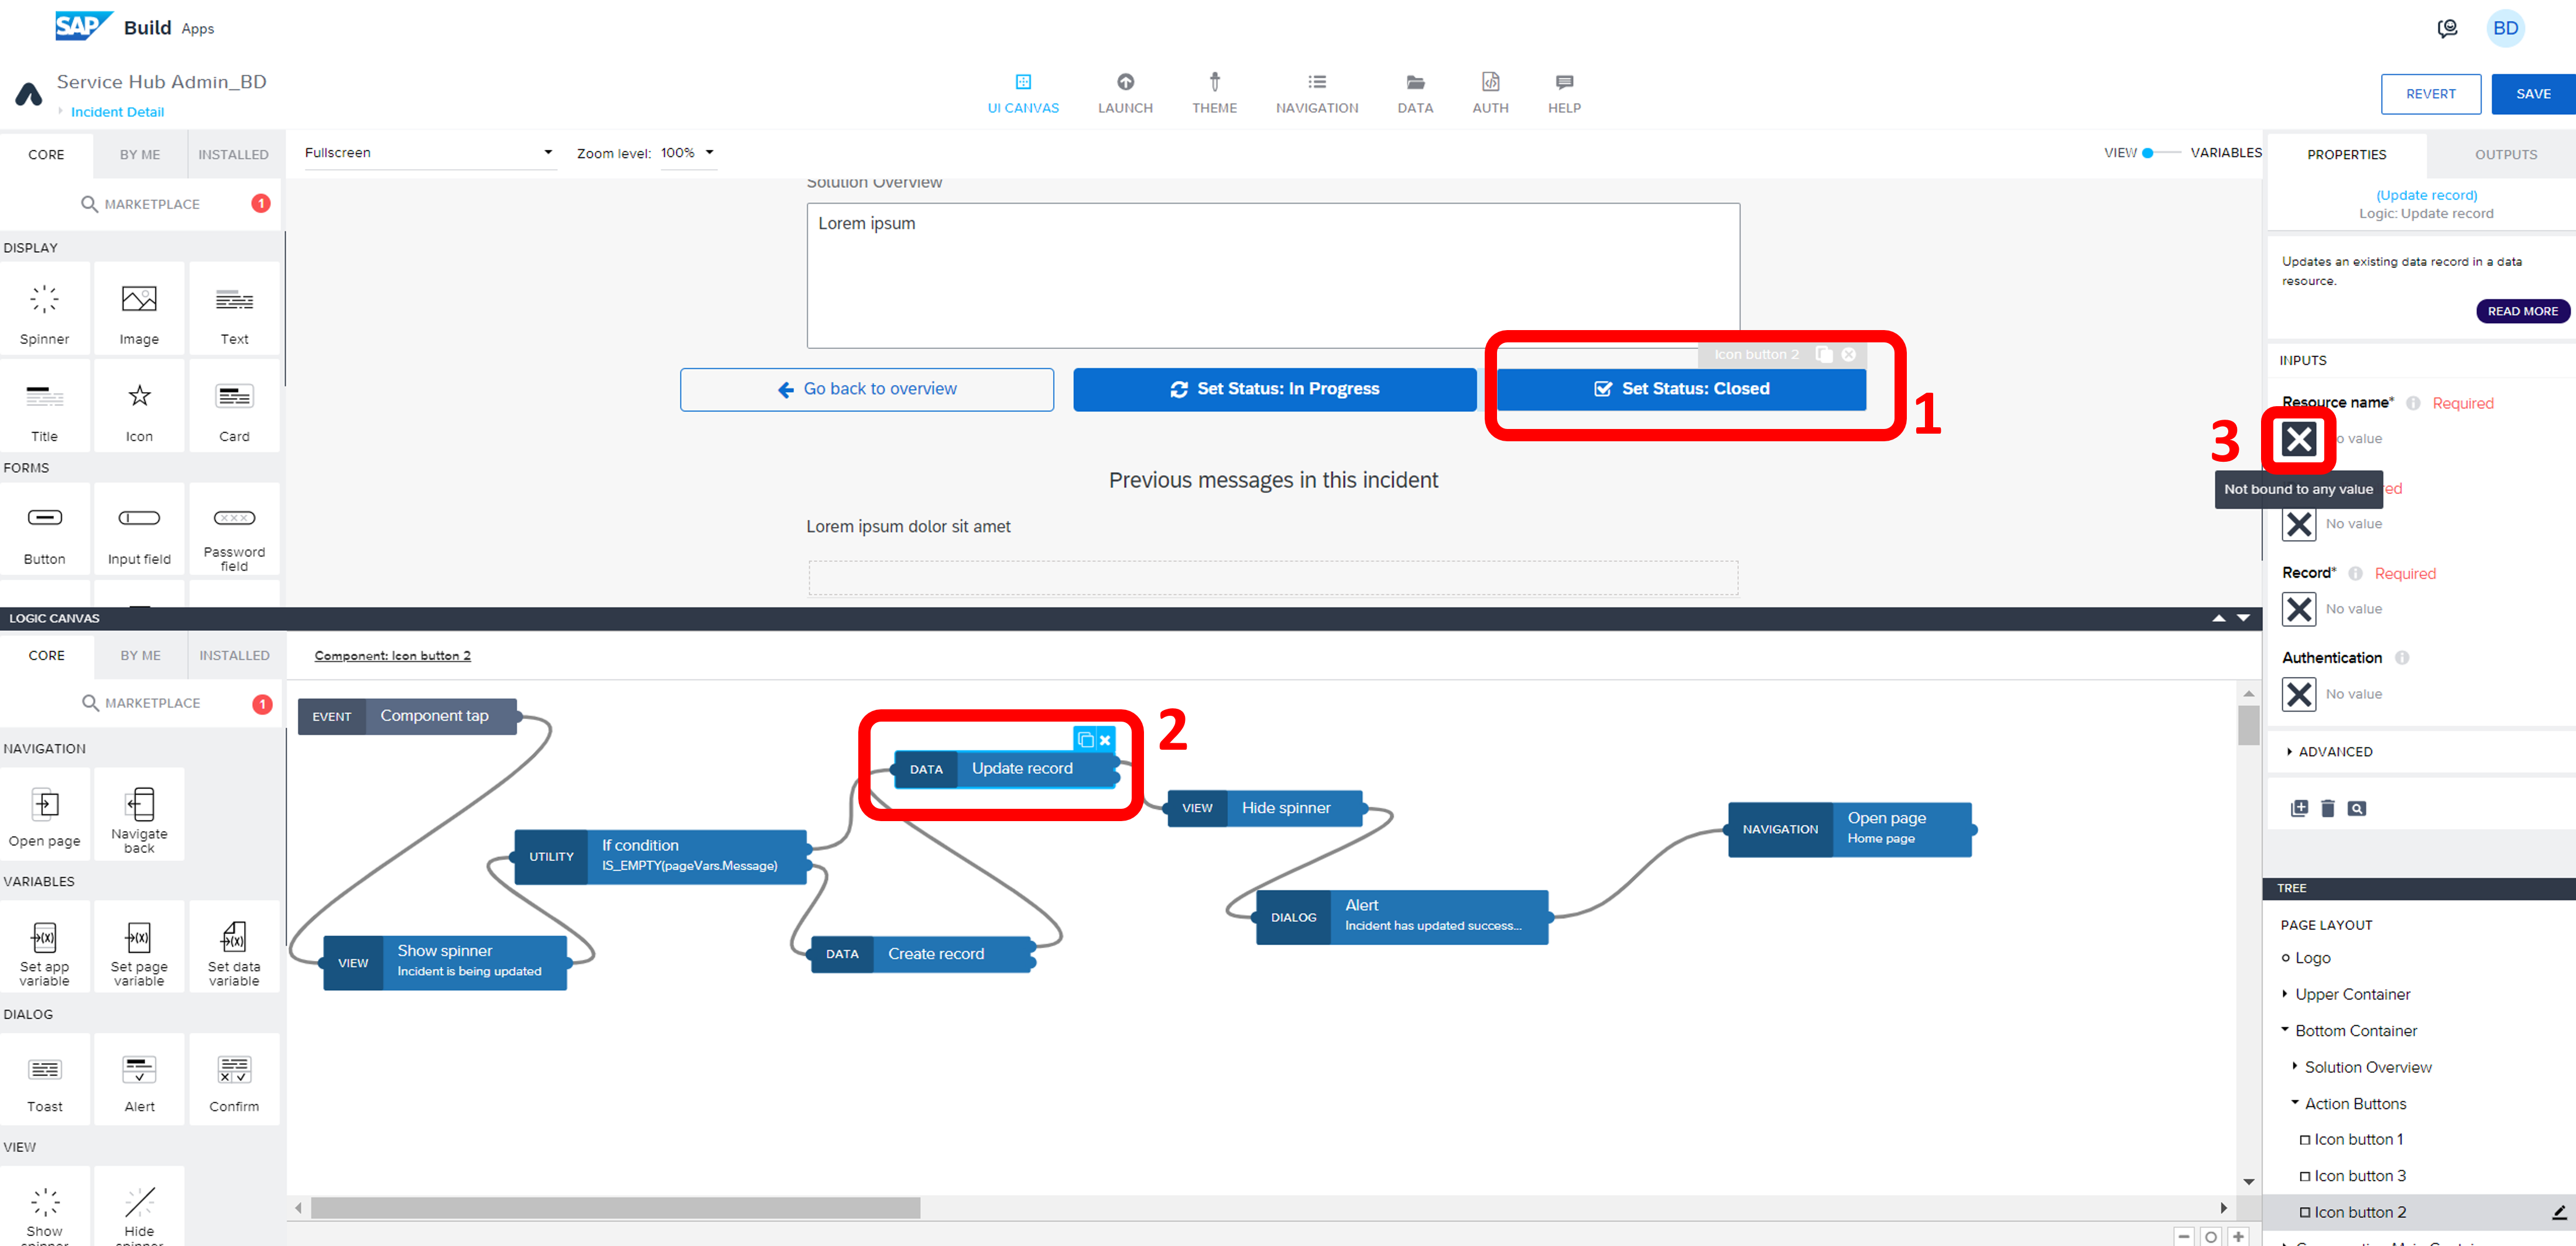 SAP Build Apps
BD
Service Hub Admin_BD
Incident Detail
UI CANVAS
LAUNCH
THEME
NAVIGATION
DATA
AUTH
HELP
REVERT
SAVE
CORE
BY ME
INSTALLED
MARKETPLACE
1
DISPLAY
Spinner
Image
Text
Title
Icon
Card
FORMS
Button
Input field
Password
field
Fullscreen
Zoom level: 100%
VIEW
VARIABLES
Solution Overview
Lorem ipsum
Icon button 2
Go back to overview
Set Status: In Progress
Set Status: Closed
1
Previous messages in this incident
Lorem ipsum dolor sit amet
PROPERTIES
OUTPUTS
(Update record)
Logic: Update record
Updates an existing data record in a data
resource.
READ MORE
INPUTS
Resource name* Required
3
o value
Not bound to any value
ed
No value
Record* Required
No value
Authentication
No value
ADVANCED
LOGIC CANVAS
CORE
BY ME
INSTALLED
MARKETPLACE
1
NAVIGATION
Open page
Navigate
back
VARIABLES
Set app
variable
Set page
variable
Set data
variable
DIALOG
Toast
Alert
Confirm
VIEW
Show
Hide
Component: Icon button 2
EVENT Component tap
2
DATA Update record
VIEW Hide spinner
UTILITY If condition
IS_EMPTY(pageVars.Message)
NAVIGATION Open page
Home page
DIALOG Alert
Incident has updated success...
VIEW Show spinner
Incident is being updated
DATA Create record
TREE
PAGE LAYOUT
Logo
Upper Container
Bottom Container
Solution Overview
Action Buttons
Icon button 1
Icon button 3
Icon button 2